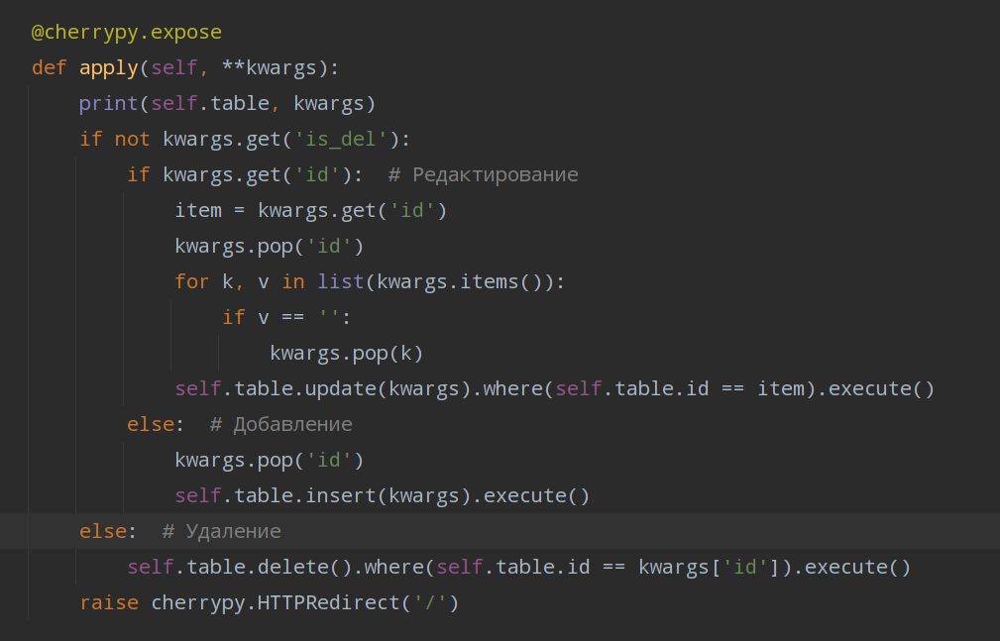 @cherrypy.expose
def apply(self, **kwargs):
    print(self.table, kwargs)
    if not kwargs.get('is_del'):
        if kwargs.get('id'):  # Редактирование
            item = kwargs.get('id')
            kwargs.pop('id')
            for k, v in list(kwargs.items()):
                if v == '':
                    kwargs.pop(k)
            self.table.update(kwargs).where(self.table.id == item).execute()
        else:  # Добавление
            kwargs.pop('id')
            self.table.insert(kwargs).execute()
    else:  # Удаление
        self.table.delete().where(self.table.id == kwargs['id']).execute()
    raise cherrypy.HTTPRedirect('/')